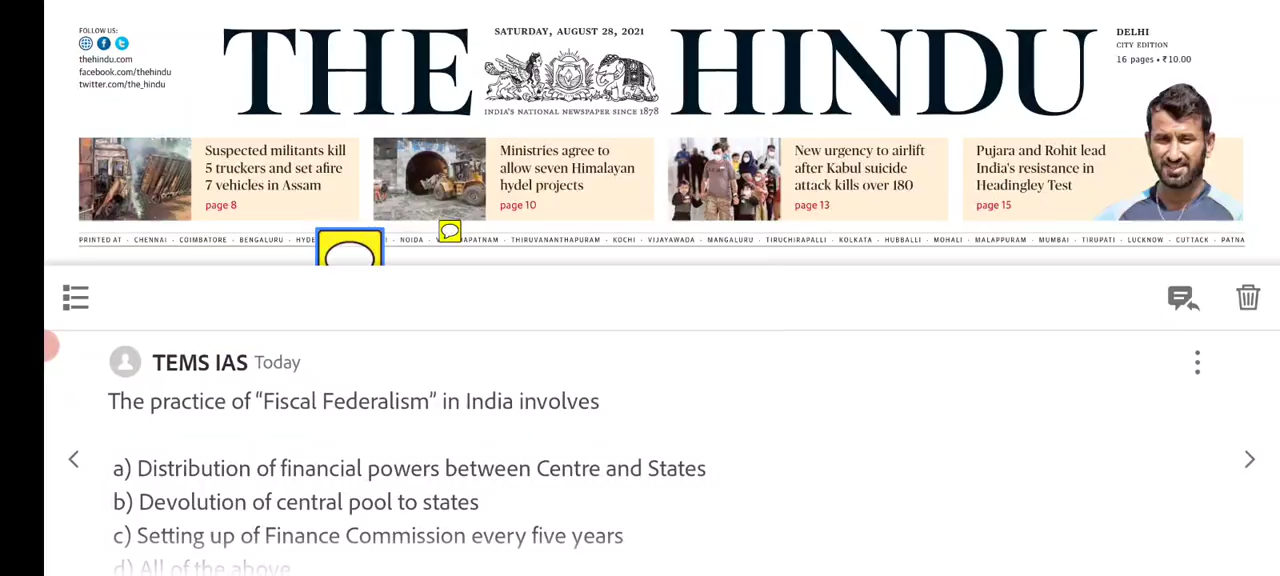 FOLLOW US:
thehindu.com
facebook.com/thehindu
twitter.com/the_hindu
THE HINDU
SATURDAY, AUGUST 28, 2021
INDIA'S NATIONAL NEWSPAPER SINCE 1878
DELHI
CITY EDITION
16 pages • ₹10.00
Suspected militants kill
5 truckers and set afire
7 vehicles in Assam
page 8
Ministries agree to
allow seven Himalayan
hydel projects
page 10
New urgency to airlift
after Kabul suicide
attack kills over 180
page 13
Pujara and Rohit lead
India's resistance in
Headingley Test
page 15
PRINTED AT · CHENNAI · COIMBATORE · BENGALURU · HYDE · NOIDA · V APATNAM · THIRUVANANTHAPURAM · KOCHI · VIJAYAWADA · MANGALURU · TIRUCHIRAPALLI · KOLKATA · HUBBALLI · MOHALI · MALAPPURAM · MUMBAI · TIRUPATI · LUCKNOW · CUTTACK · PATNA
TEMS IAS Today
The practice of “Fiscal Federalism” in India involves
a) Distribution of financial powers between Centre and States
b) Devolution of central pool to states
c) Setting up of Finance Commission every five years
d) All of the above